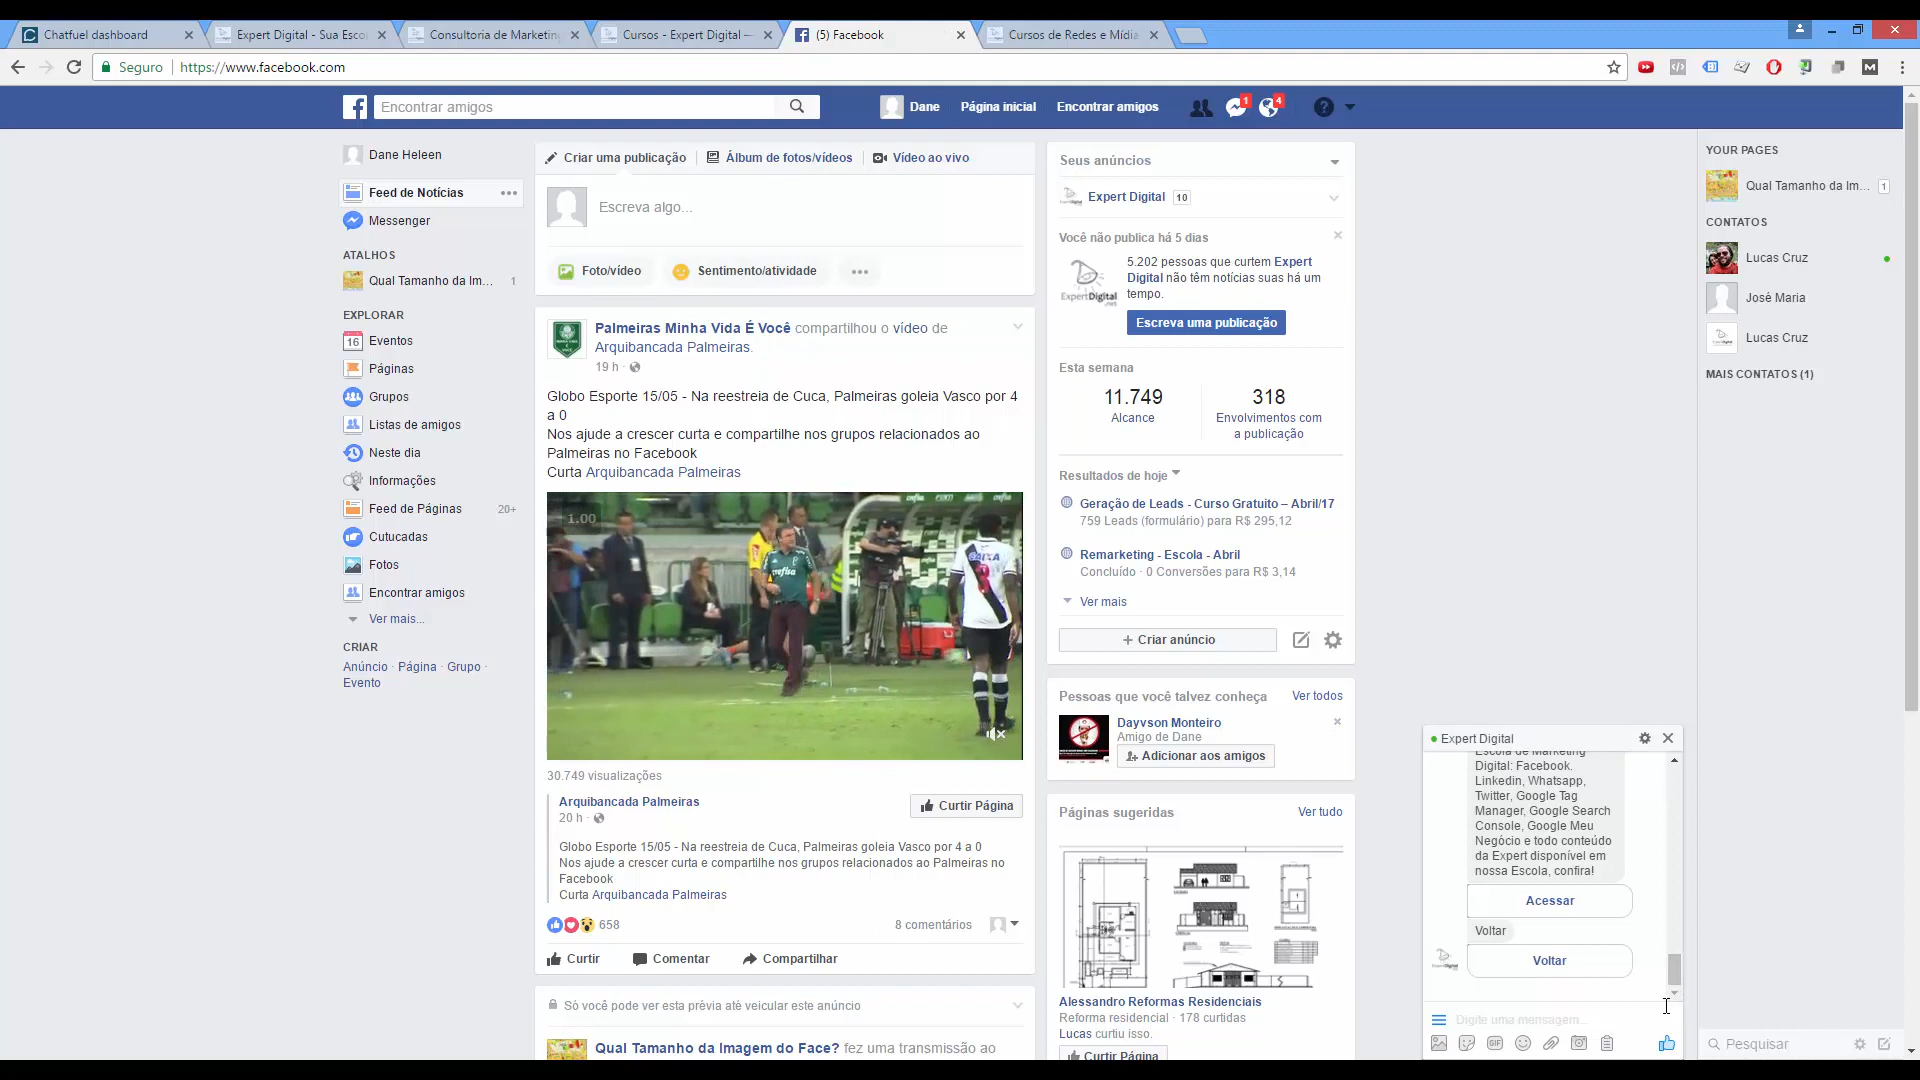 Chatfuel dashboard
Expert Digital - Sua Esco
Consultoria de Marketing
Cursos - Expert Digital —
(5) Facebook
Cursos de Redes e Mídia
Seguro
https://www.facebook.com
Encontrar amigos
Dane
Página inicial
Encontrar amigos
1
4
Dane Heleen
Feed de Notícias
Messenger
ATALHOS
Qual Tamanho da Im...
1
EXPLORAR
16
Eventos
Páginas
Grupos
Listas de amigos
Neste dia
Informações
Feed de Páginas
20+
Cutucadas
Fotos
Encontrar amigos
Ver mais...
CRIAR
Anúncio · Página · Grupo ·
Evento
Criar uma publicação
Álbum de fotos/vídeos
Vídeo ao vivo
Escreva algo...
Foto/vídeo
Sentimento/atividade
Palmeiras Minha Vida É Você compartilhou o vídeo de
Arquibancada Palmeiras.
19 h ·
Globo Esporte 15/05 - Na reestreia de Cuca, Palmeiras goleia Vasco por 4
a 0
Nos ajude a crescer curta e compartilhe nos grupos relacionados ao
Palmeiras no Facebook
Curta Arquibancada Palmeiras
1.00
CAIXA
30.749 visualizações
Arquibancada Palmeiras
20 h ·
Curtir Página
Globo Esporte 15/05 - Na reestreia de Cuca, Palmeiras goleia Vasco por 4 a 0
Nos ajude a crescer curta e compartilhe nos grupos relacionados ao Palmeiras no
Facebook
Curta Arquibancada Palmeiras
658
8 comentários
Curtir
Comentar
Compartilhar
Só você pode ver esta prévia até veicular este anúncio
Qual Tamanho da Imagem do Face? fez uma transmissão ao
Seus anúncios
Expert Digital 10
Você não publica há 5 dias
5.202 pessoas que curtem Expert
Digital não têm notícias suas há um
tempo.
ExpertDigital
Escreva uma publicação
Esta semana
11.749
Alcance
318
Envolvimentos com
a publicação
Resultados de hoje
Geração de Leads - Curso Gratuito – Abril/17
759 Leads (formulário) para R$ 295,12
Remarketing - Escola - Abril
Concluído · 0 Conversões para R$ 3,14
Ver mais
+ Criar anúncio
Pessoas que você talvez conheça
Ver todos
Dayvson Monteiro
Amigo de Dane
Adicionar aos amigos
Páginas sugeridas
Ver tudo
Alessandro Reformas Residenciais
Reforma residencial · 178 curtidas
Lucas curtiu isso.
Curtir Página
YOUR PAGES
Qual Tamanho da Im...
1
CONTATOS
Lucas Cruz
José Maria
Lucas Cruz
MAIS CONTATOS (1)
Expert Digital
Escola de Marketing
Digital: Facebook.
Linkedin, Whatsapp,
Twitter, Google Tag
Manager, Google Search
Console, Google Meu
Negócio e todo conteúdo
da Expert disponível em
nossa Escola, confira!
Acessar
Voltar
Voltar
Digite uma mensagem...
GIF
Pesquisar